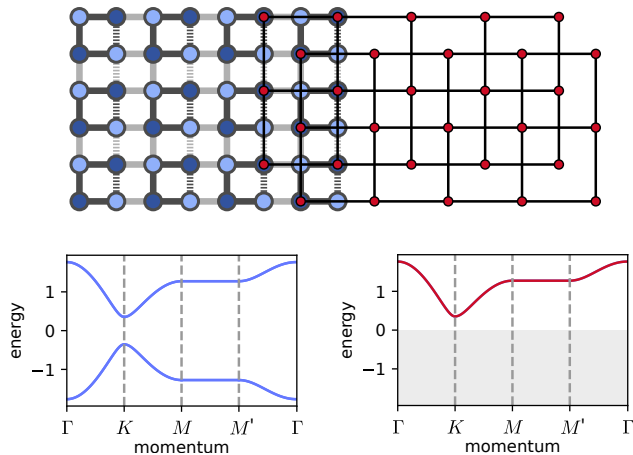 1
0
−1
energy
Γ K M M' Γ
momentum
1
0
−1
energy
Γ K M M' Γ
momentum